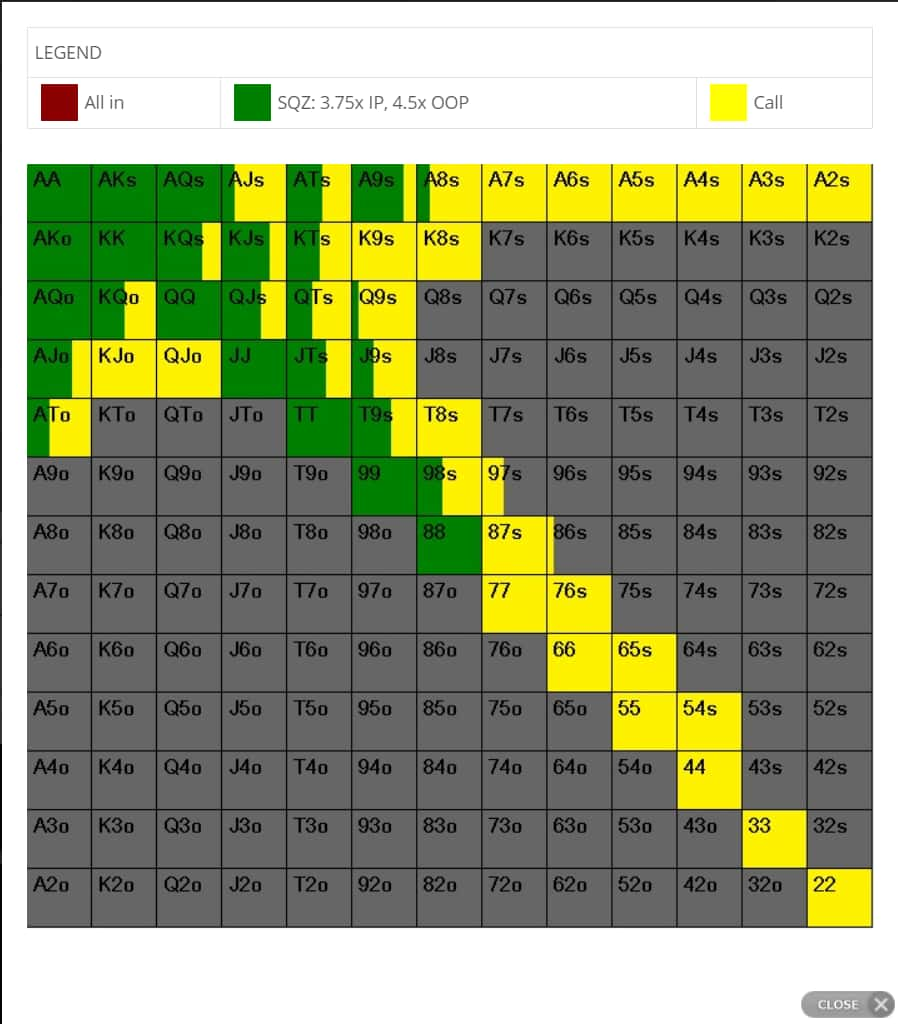 LEGEND
All in SQZ: 3.75x IP, 4.5x OOP Call
AA AKs AQs AJs ATs A9s A8s A7s A6s A5s A4s A3s A2s
AKo KK KQs KJs KTs K9s K8s K7s K6s K5s K4s K3s K2s
AQo KQo QQ QJs QTs Q9s Q8s Q7s Q6s Q5s Q4s Q3s Q2s
AJo KJo QJo JJ JTs J9s J8s J7s J6s J5s J4s J3s J2s
ATo KTo QTo JTo TT T9s T8s T7s T6s T5s T4s T3s T2s
A9o K9o Q9o J9o T9o 99 98s 97s 96s 95s 94s 93s 92s
A8o K8o Q8o J8o T8o 98o 88 87s 86s 85s 84s 83s 82s
A7o K7o Q7o J7o T7o 97o 87o 77 76s 75s 74s 73s 72s
A6o K6o Q6o J6o T6o 96o 86o 76o 66 65s 64s 63s 62s
A5o K5o Q5o J5o T5o 95o 85o 75o 65o 55 54s 53s 52s
A4o K4o Q4o J4o T4o 94o 84o 74o 64o 54o 44 43s 42s
A3o K3o Q3o J3o T3o 93o 83o 73o 63o 53o 43o 33 32s
A2o K2o Q2o J2o T2o 92o 82o 72o 62o 52o 42o 32o 22
CLOSE